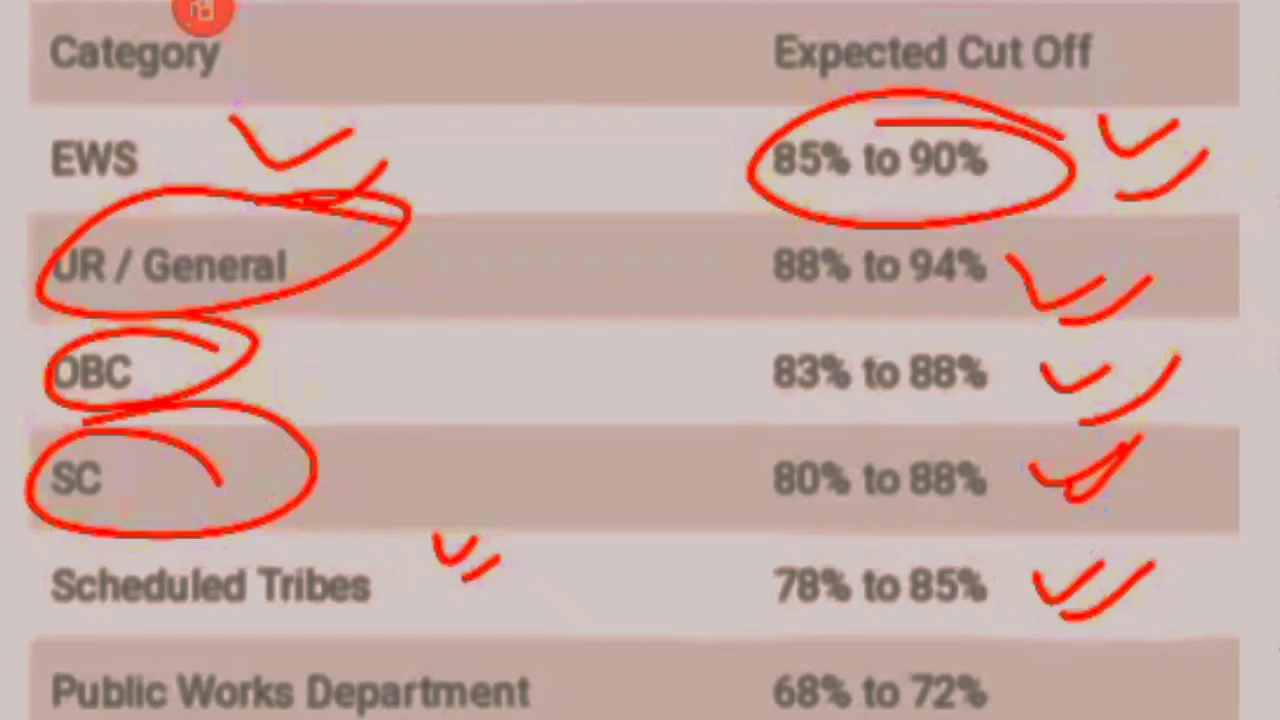 Category Expected Cut Off
EWS 85% to 90%
UR / General 88% to 94%
OBC 83% to 88%
SC 80% to 88%
Scheduled Tribes 78% to 85%
Public Works Department 68% to 72%